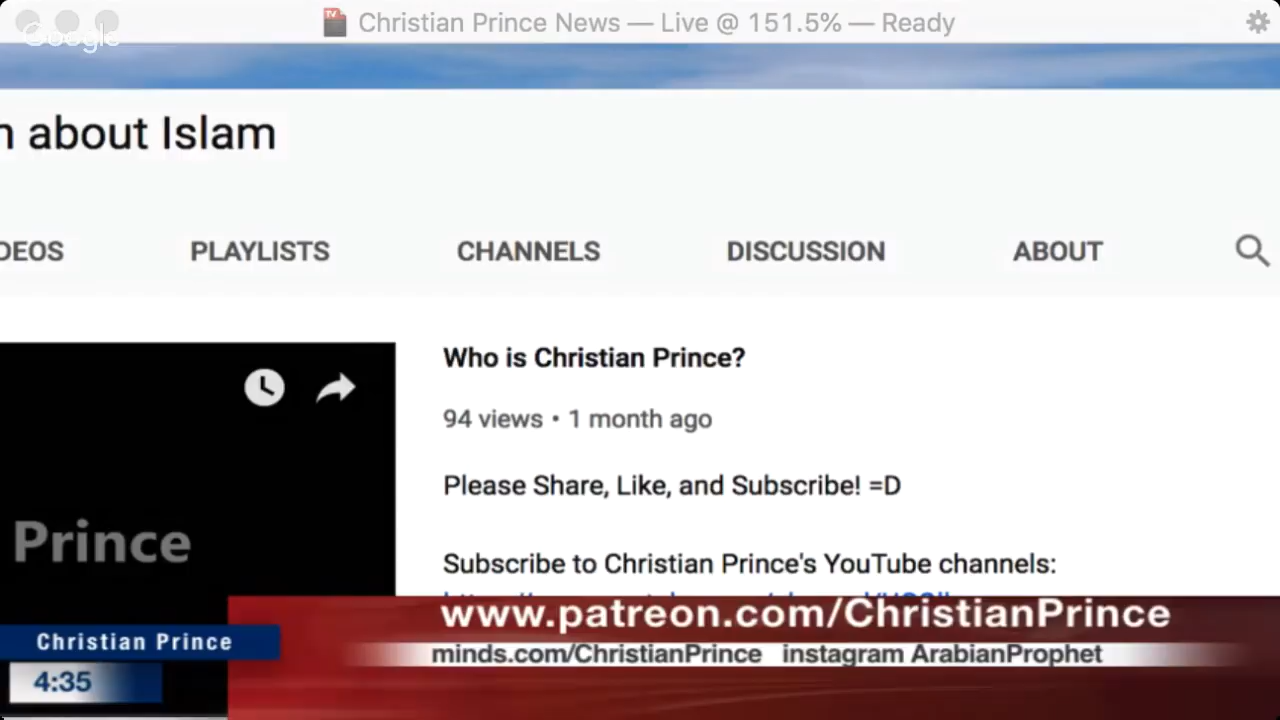 Christian Prince News — Live @ 151.5% — Ready
Google
n about Islam
DEOS PLAYLISTS CHANNELS DISCUSSION ABOUT
Who is Christian Prince?
94 views • 1 month ago
Please Share, Like, and Subscribe! =D
Prince
Subscribe to Christian Prince's YouTube channels:
www.patreon.com/ChristianPrince
Christian Prince
minds.com/ChristianPrince instagram ArabianProphet
4:35